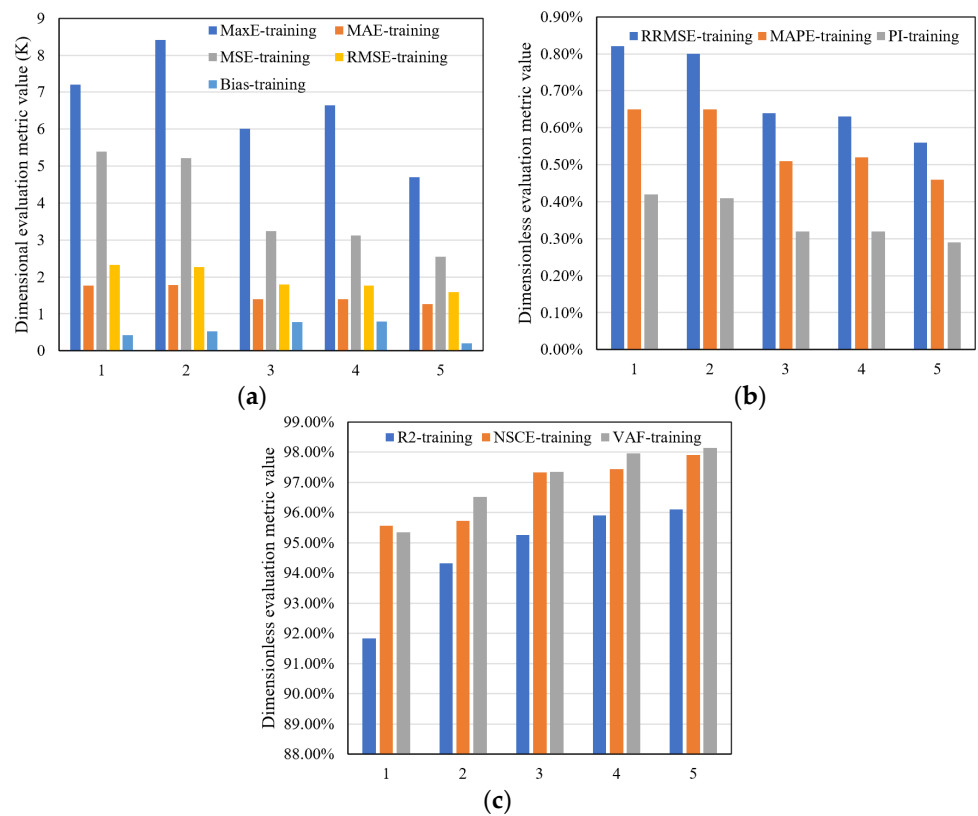 MaxE-training MAE-training
MSE-training RMSE-training
Bias-training
Dimensional evaluation metric value (K)
9
8
7
6
5
4
3
2
1
0
1 2 3 4 5
(a)
RRMSE-training MAPE-training PI-training
Dimensionless evaluation metric value
0.90%
0.80%
0.70%
0.60%
0.50%
0.40%
0.30%
0.20%
0.10%
0.00%
1 2 3 4 5
(b)
R2-training NSCE-training VAF-training
Dimensionless evaluation metric value
99.00%
98.00%
97.00%
96.00%
95.00%
94.00%
93.00%
92.00%
91.00%
90.00%
89.00%
88.00%
1 2 3 4 5
(c)